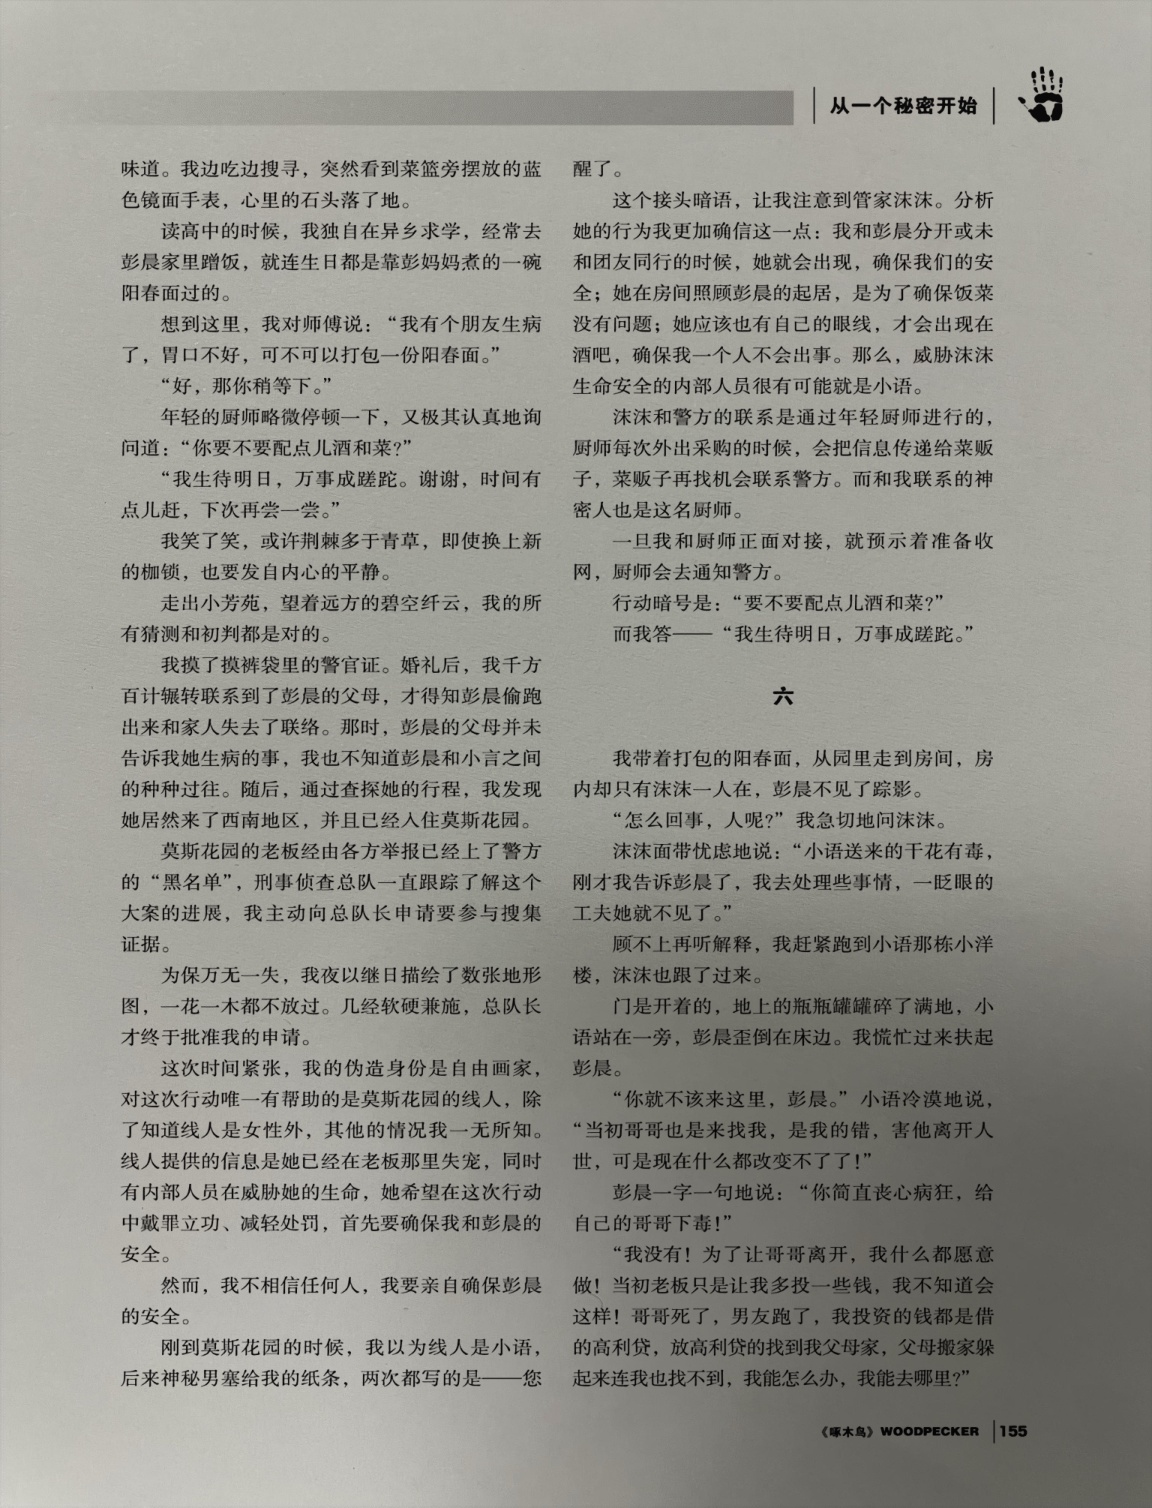 从一个秘密开始
味道。我边吃边搜寻，突然看到菜篮旁摆放的蓝
色镜面手表，心里的石头落了地。
读高中的时候，我独自在异乡求学，经常去
彭晨家里蹭饭，就连生日都是靠彭妈妈煮的一碗
阳春面过的。
想到这里，我对师傅说：“我有个朋友生病
了，胃口不好，可不可以打包一份阳春面。”
“好，那你稍等下。”
年轻的厨师略微停顿一下，又极其认真地询
问道：“你要不要配点儿酒和菜？”
“我生待明日，万事成蹉跎。谢谢，时间有
点儿赶，下次再尝一尝。”
我笑了笑，或许荆棘多于青草，即使换上新
的枷锁，也要发自内心的平静。
走出小芳苑，望着远方的碧空纤云，我的所
有猜测和初判都是对的。
我摸了摸裤袋里的警官证。婚礼后，我千方
百计辗转联系到了彭晨的父母，才得知彭晨偷跑
出来和家人失去了联络。那时，彭晨的父母并未
告诉我她生病的事，我也不知道彭晨和小言之间
的种种过往。随后，通过查探她的行程，我发现
她居然来了西南地区，并且已经入住莫斯花园。
莫斯花园的老板经由各方举报已经上了警方
的“黑名单”，刑事侦查总队一直跟踪了解这个
大案的进展，我主动向总队长申请要参与搜集
证据。
为保万无一失，我夜以继日描绘了数张地形
图，一花一木都不放过。几经软硬兼施，总队长
才终于批准我的申请。
这次时间紧张，我的伪造身份是自由画家，
对这次行动唯一有帮助的是莫斯花园的线人，除
了知道线人是女性外，其他的情况我一无所知。
线人提供的信息是她已经在老板那里失宠，同时
有内部人员在威胁她的生命，她希望在这次行动
中戴罪立功、减轻处罚，首先要确保我和彭晨的
安全。
然而，我不相信任何人，我要亲自确保彭晨
的安全。
刚到莫斯花园的时候，我以为线人是小语，
后来神秘男塞给我的纸条，两次都写的是——您
醒了。
这个接头暗语，让我注意到管家沫沫。分析
她的行为我更加确信这一点：我和彭晨分开或未
和团友同行的时候，她就会出现，确保我们的安
全；她在房间照顾彭晨的起居，是为了确保饭菜
没有问题；她应该也有自己的眼线，才会出现在
酒吧，确保我一个人不会出事。那么，威胁沫沫
生命安全的内部人员很有可能就是小语。
沫沫和警方的联系是通过年轻厨师进行的，
厨师每次外出采购的时候，会把信息传递给菜贩
子，菜贩子再找机会联系警方。而和我联系的神
密人也是这名厨师。
一旦我和厨师正面对接，就预示着准备收
网，厨师会去通知警方。
行动暗号是：“要不要配点儿酒和菜？”
而我答——“我生待明日，万事成蹉跎。”
六
我带着打包的阳春面，从园里走到房间，房
内却只有沫沫一人在，彭晨不见了踪影。
“怎么回事，人呢？”我急切地问沫沫。
沫沫面带忧虑地说：“小语送来的干花有毒，
刚才我告诉彭晨了，我去处理些事情，一眨眼的
工夫她就不见了。”
顾不上再听解释，我赶紧跑到小语那栋小洋
楼，沫沫也跟了过来。
门是开着的，地上的瓶瓶罐罐碎了满地，小
语站在一旁，彭晨歪倒在床边。我慌忙过来扶起
彭晨。
“你就不该来这里，彭晨。”小语冷漠地说，
“当初哥哥也是来找我，是我的错，害他离开人
世，可是现在什么都改变不了了！”
彭晨一字一句地说：“你简直丧心病狂，给
自己的哥哥下毒！”
“我没有！为了让哥哥离开，我什么都愿意
做！当初老板只是让我多投一些钱，我不知道会
这样！哥哥死了，男友跑了，我投资的钱都是借
的高利贷，放高利贷的找到我父母家，父母搬家躲
起来连我也找不到，我能怎么办，我能去哪里？”
《啄木鸟》WOODPECKER 155